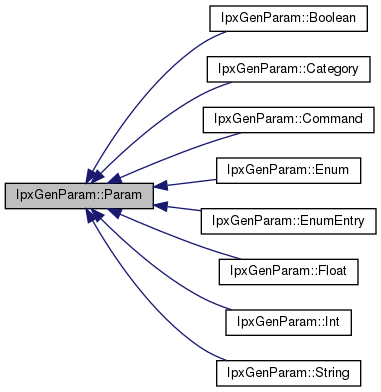 IpxGenParam::Boolean
IpxGenParam::Category
IpxGenParam::Command
IpxGenParam::Enum
IpxGenParam::Param
IpxGenParam::EnumEntry
IpxGenParam::Float
IpxGenParam::Int
IpxGenParam::String